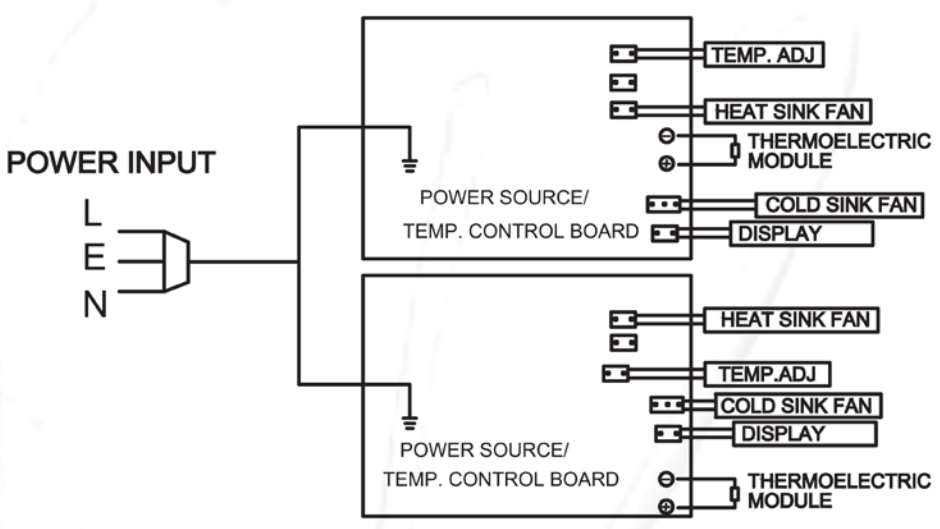 POWER INPUT
L
E
N
TEMP. ADJ
HEAT SINK FAN
THERMOELECTRIC
MODULE
POWER SOURCE/
TEMP. CONTROL BOARD
COLD SINK FAN
DISPLAY
HEAT SINK FAN
TEMP.ADJ
COLD SINK FAN
DISPLAY
POWER SOURCE/
TEMP. CONTROL BOARD
THERMOELECTRIC
MODULE